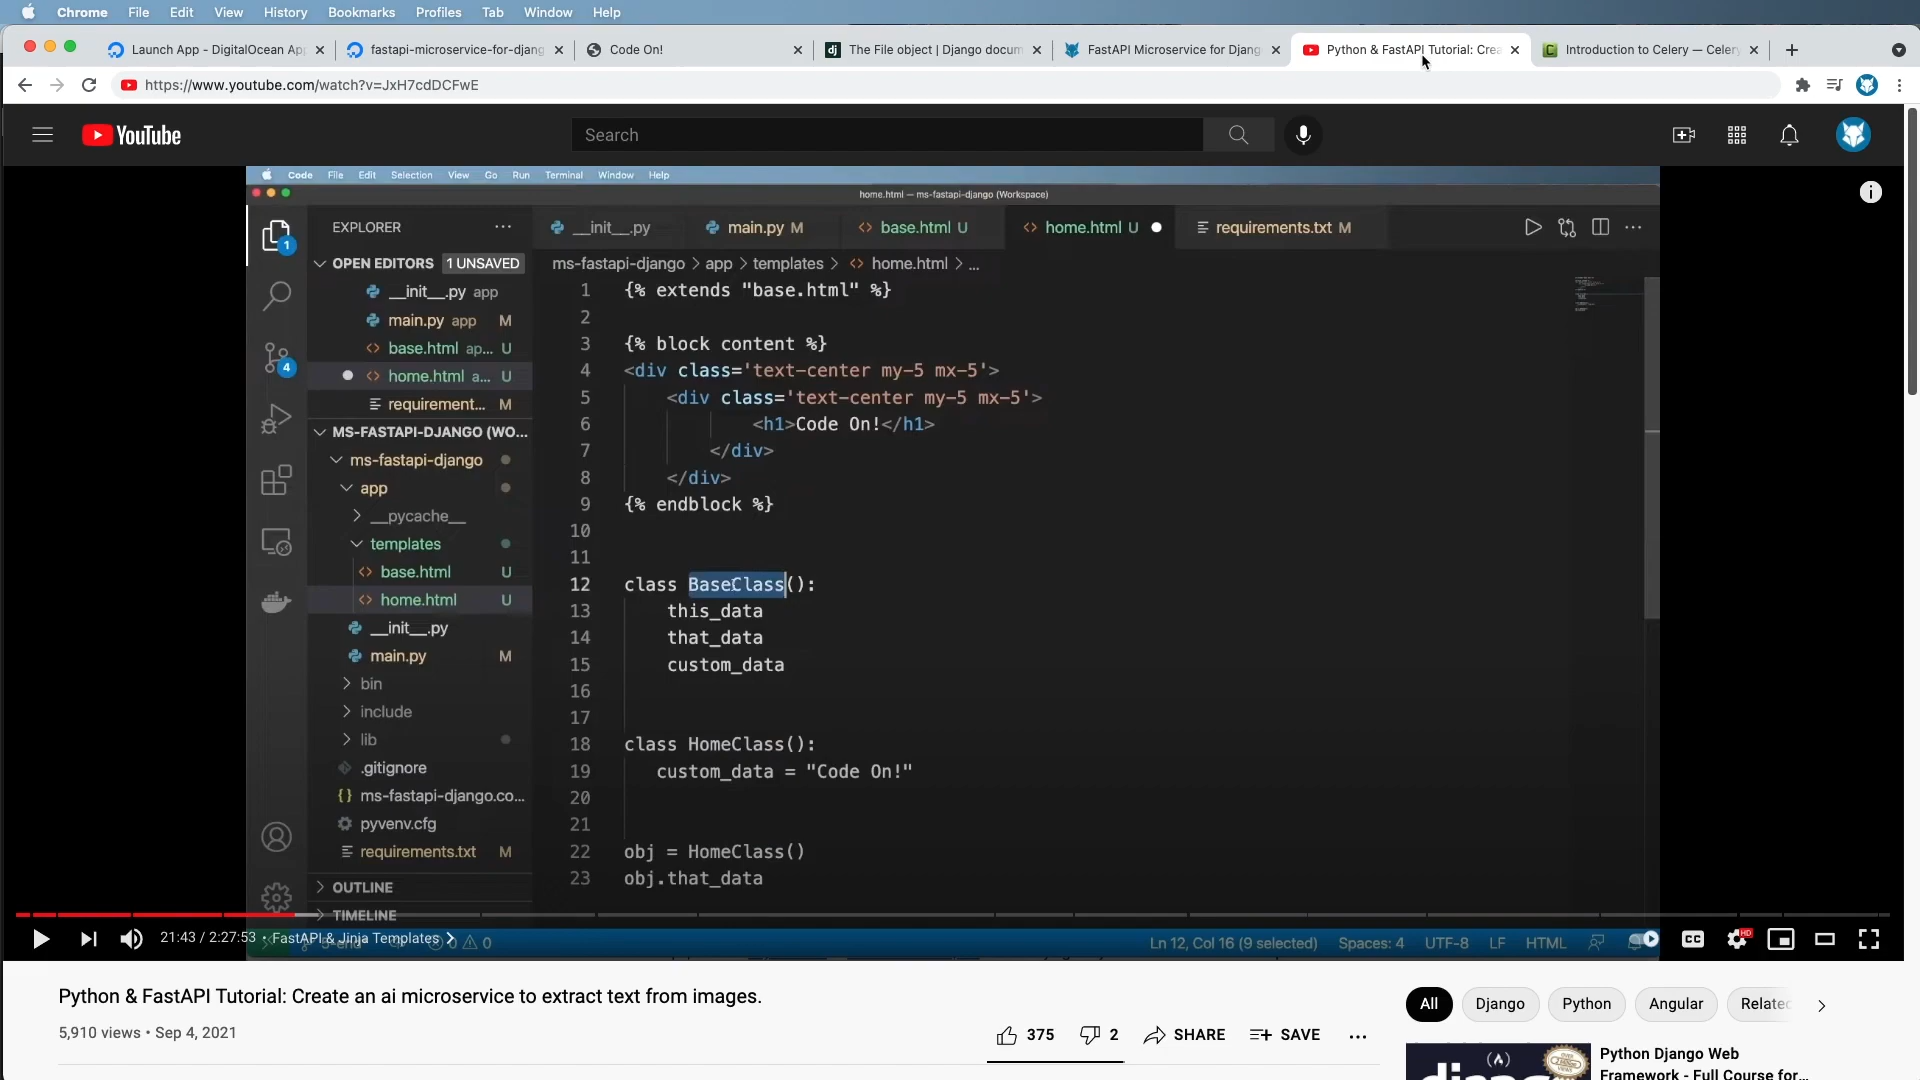 Chrome File Edit View History Bookmarks Profiles Tab Window Help
Launch App - DigitalOcean Ap
fastapi-microservice-for-djang
Code On!
The File object | Django docum
FastAPI Microservice for Djang
Python & FastAPI Tutorial: Crea
Introduction to Celery — Celery
https://www.youtube.com/watch?v=JxH7cdDCFwE
YouTube
Search
Code File Edit Selection View Go Run Terminal Window Help
home.html — ms-fastapi-django (Workspace)
EXPLORER
__init__.py
main.py M
base.html U
home.html U
requirements.txt M
1
OPEN EDITORS 1 UNSAVED
ms-fastapi-django > app > templates > home.html > ...
__init__.py app
main.py app M
base.html ap... U
home.html a... U
requirement... M
4
MS-FASTAPI-DJANGO (WO...
ms-fastapi-django
app
__pycache__
templates
base.html U
home.html U
__init__.py
main.py M
bin
include
lib
.gitignore
{} ms-fastapi-django.co...
pyvenv.cfg
requirements.txt M
OUTLINE
TIMELINE
1 {% extends "base.html" %}
2
3 {% block content %}
4 <div class='text-center my-5 mx-5'>
5 <div class='text-center my-5 mx-5'>
6 <h1>Code On!</h1>
7 </div>
8 </div>
9 {% endblock %}
10
11
12 class BaseClass():
13 this_data
14 that_data
15 custom_data
16
17
18 class HomeClass():
19 custom_data = "Code On!"
20
21
22 obj = HomeClass()
23 obj.that_data
21:43 / 2:27:53 • FastAPI & Jinja Templates >
0 0
Ln 12, Col 16 (9 selected) Spaces: 4 UTF-8 LF HTML
CC
HD
Python & FastAPI Tutorial: Create an ai microservice to extract text from images.
5,910 views • Sep 4, 2021
375 2 SHARE SAVE ...
All Django Python Angular Related
Python Django Web
Framework - Full Course for...